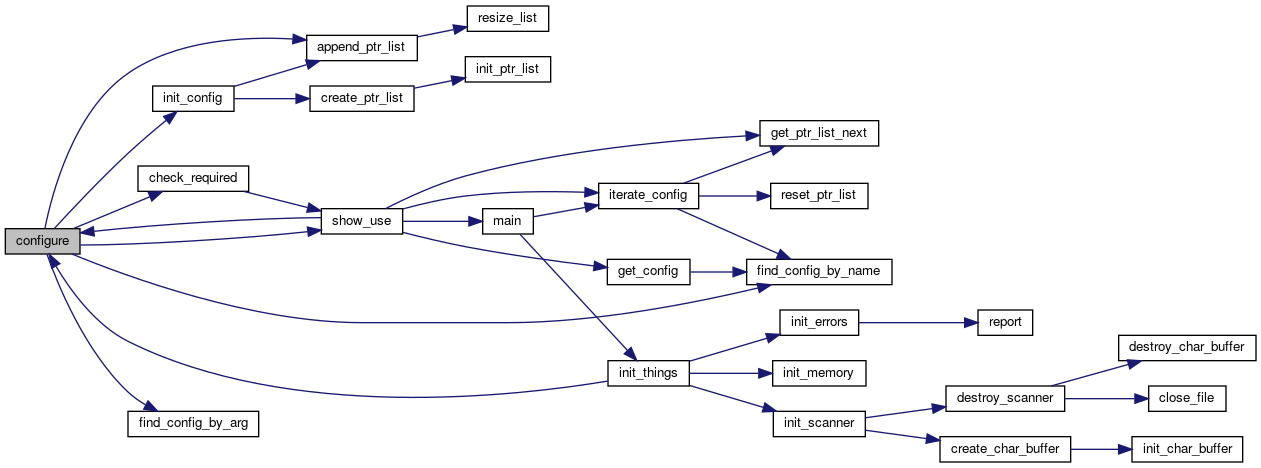 resize_list
append_ptr_list
init_ptr_list
init_config
create_ptr_list
get_ptr_list_next
check_required
iterate_config
reset_ptr_list
show_use
main
configure
get_config
find_config_by_name
init_errors
report
destroy_char_buffer
init_things
init_memory
destroy_scanner
close_file
find_config_by_arg
init_scanner
create_char_buffer
init_char_buffer